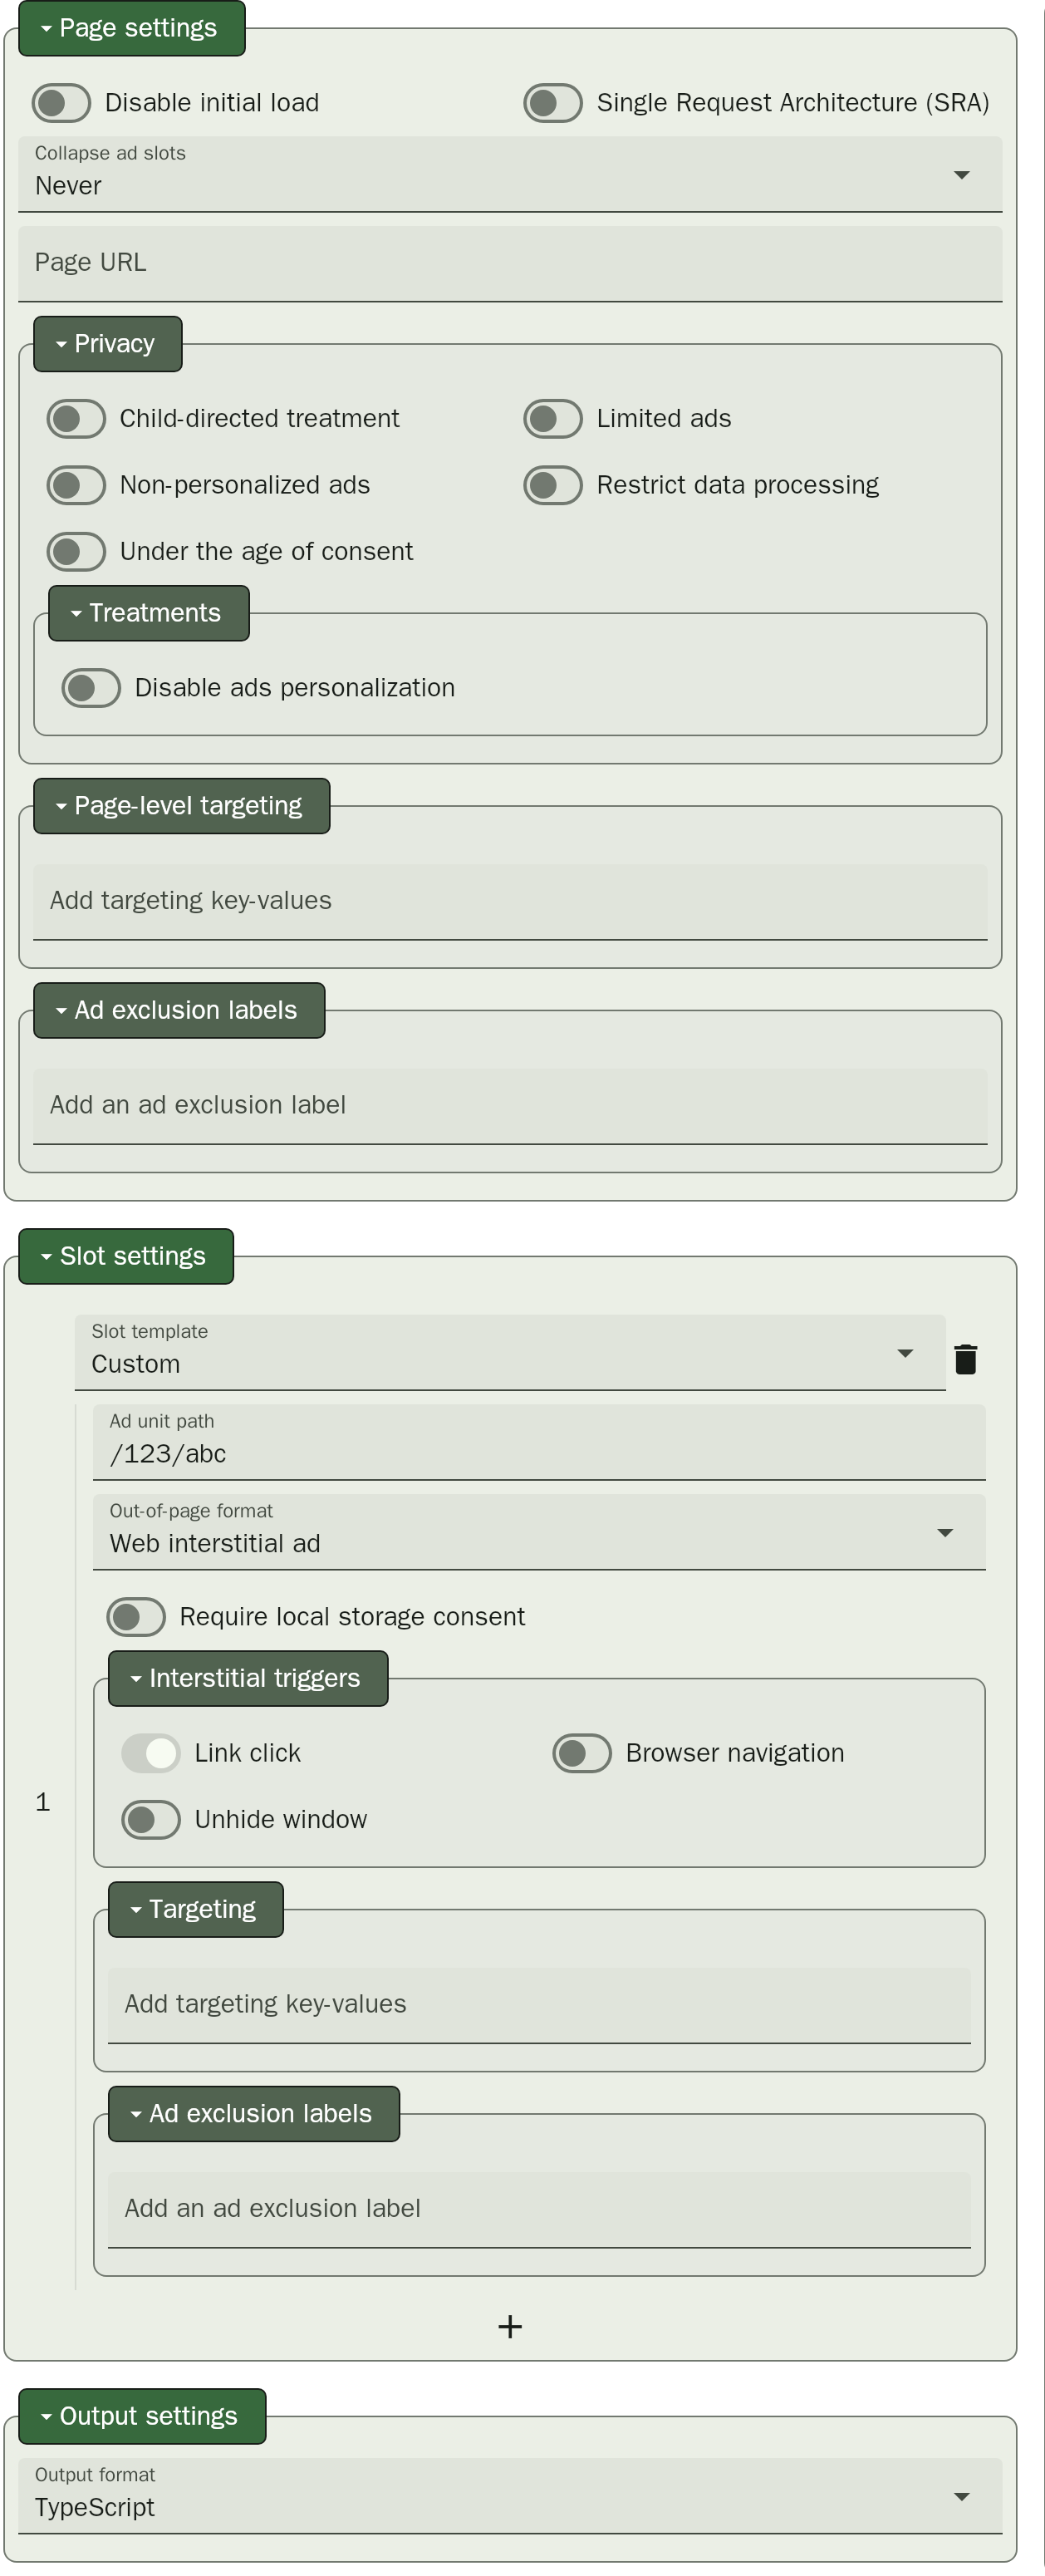 Page settings
Disable initial load
Single Request Architecture (SRA)
Collapse ad slots
Never
Page URL
Privacy
Child-directed treatment
Limited ads
Non-personalized ads
Restrict data processing
Under the age of consent
Treatments
Disable ads personalization
Page-level targeting
Add targeting key-values
Ad exclusion labels
Add an ad exclusion label
Slot settings
Slot template
Custom
Ad unit path
/123/abc
Out-of-page format
Web interstitial ad
Require local storage consent
Interstitial triggers
Link click
Browser navigation
1
Unhide window
Targeting
Add targeting key-values
Ad exclusion labels
Add an ad exclusion label
+
Output settings
Output format
TypeScript